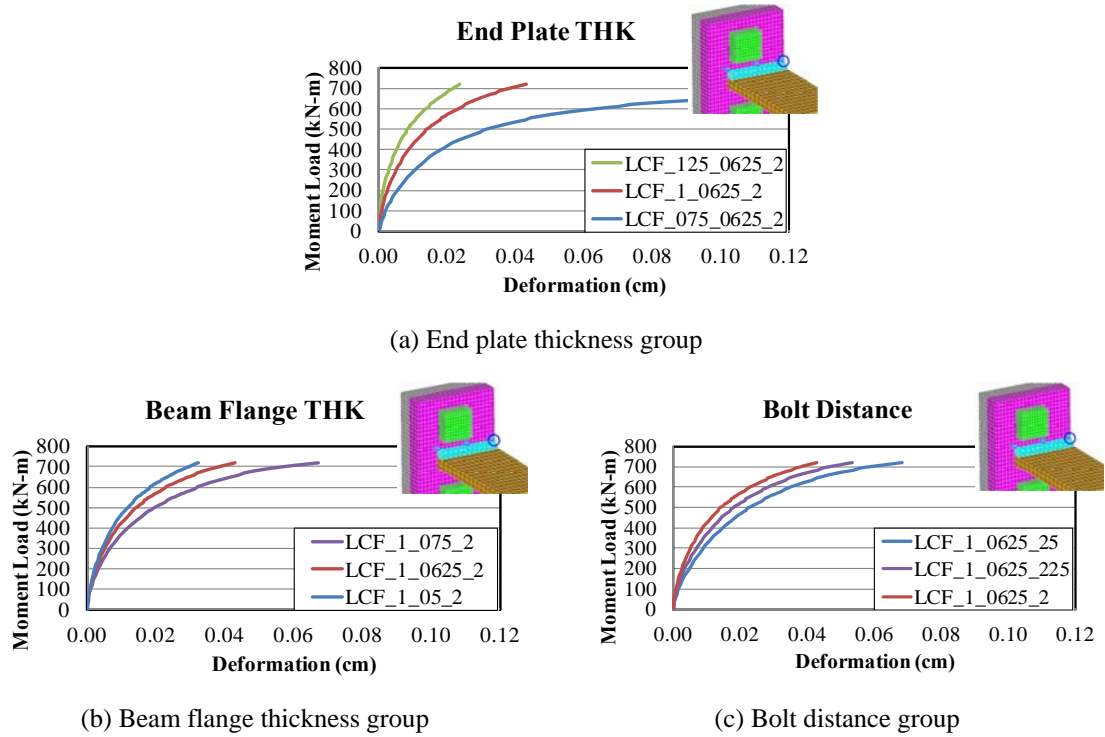 End Plate THK
Moment Load (kN-m)
800
700
600
500
400
300
200
100
0
LCF_125_0625_2
LCF_1_0625_2
LCF_075_0625_2
0.00 0.02 0.04 0.06 0.08 0.10 0.12
Deformation (cm)
(a) End plate thickness group
Beam Flange THK
Moment Load (kN-m)
800
700
600
500
400
300
200
100
0
LCF_1_075_2
LCF_1_0625_2
LCF_1_05_2
0.00 0.02 0.04 0.06 0.08 0.10 0.12
Deformation (cm)
(b) Beam flange thickness group
Bolt Distance
Moment Load (kN-m)
800
700
600
500
400
300
200
100
0
LCF_1_0625_25
LCF_1_0625_225
LCF_1_0625_2
0.00 0.02 0.04 0.06 0.08 0.10 0.12
Deformation (cm)
(c) Bolt distance group